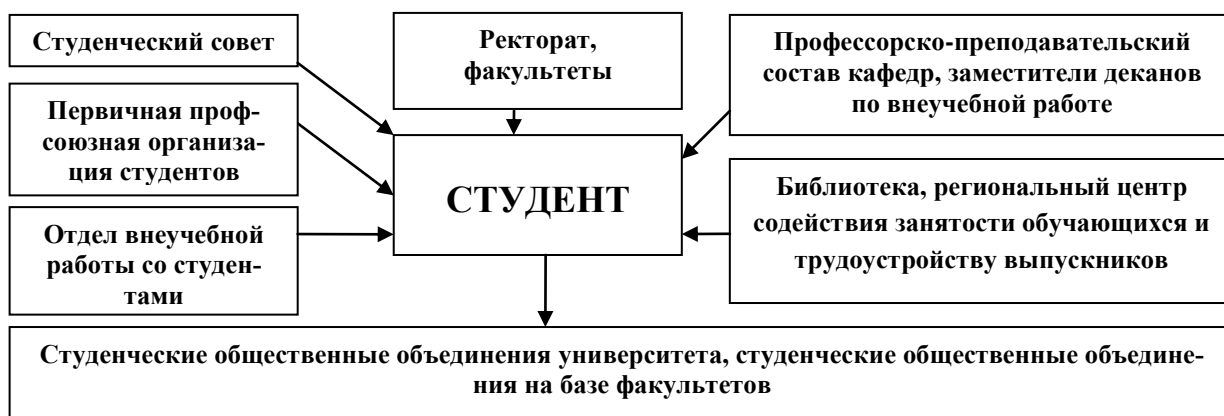 Студенческий совет
Ректорат,
факультеты
Профессорско-преподавательский
состав кафедр, заместители деканов
по внеучебной работе
Первичная проф-
союзная организа-
ция студентов
СТУДЕНТ
Библиотека, региональный центр
содействия занятости обучающихся и
трудоустройству выпускников
Отдел внеучебной
работы со студен-
тами
Студенческие общественные объединения университета, студенческие общественные объедине-
ния на базе факультетов